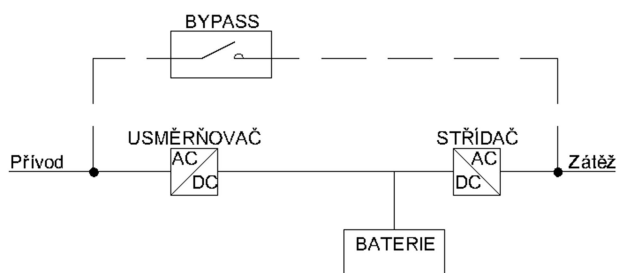 BYPASS
USMĚRŇOVAČ
STŘÍDAČ
Přívod
AC
DC
AC
DC
Zátěž
BATERIE